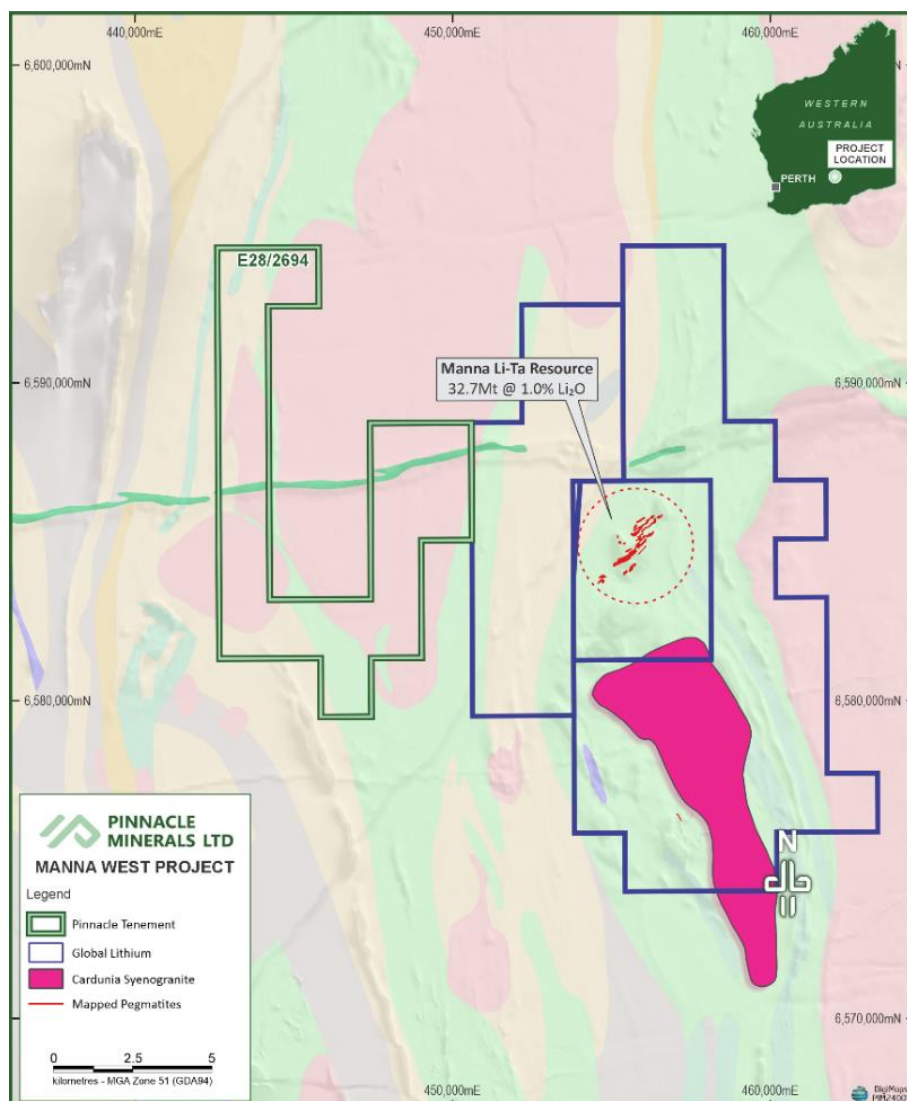 440,000mE
450,000mE
460,000mE
6,600,000mN
N
WESTERN
AUSTRALIA
PROJECT
LOCATION
PERTH
E28/2694
6,590,000mN
6,590,000mN
Manna Li-Ta Resource
32.7Mt @ 1.0% Li₂O
6,580,000mN
6,580,000mN
PINNACLE
MINERALS LTD
MANNA WEST PROJECT
Legend
Pinnacle Tenement
Global Lithium
Cardunia Syenogranite
Mapped Pegmatites
0 2.5 5
kilometres - MGA Zone 51 (GDA94)
N
6,570,000mN
450,000mE
460,000mE
DigiMaps